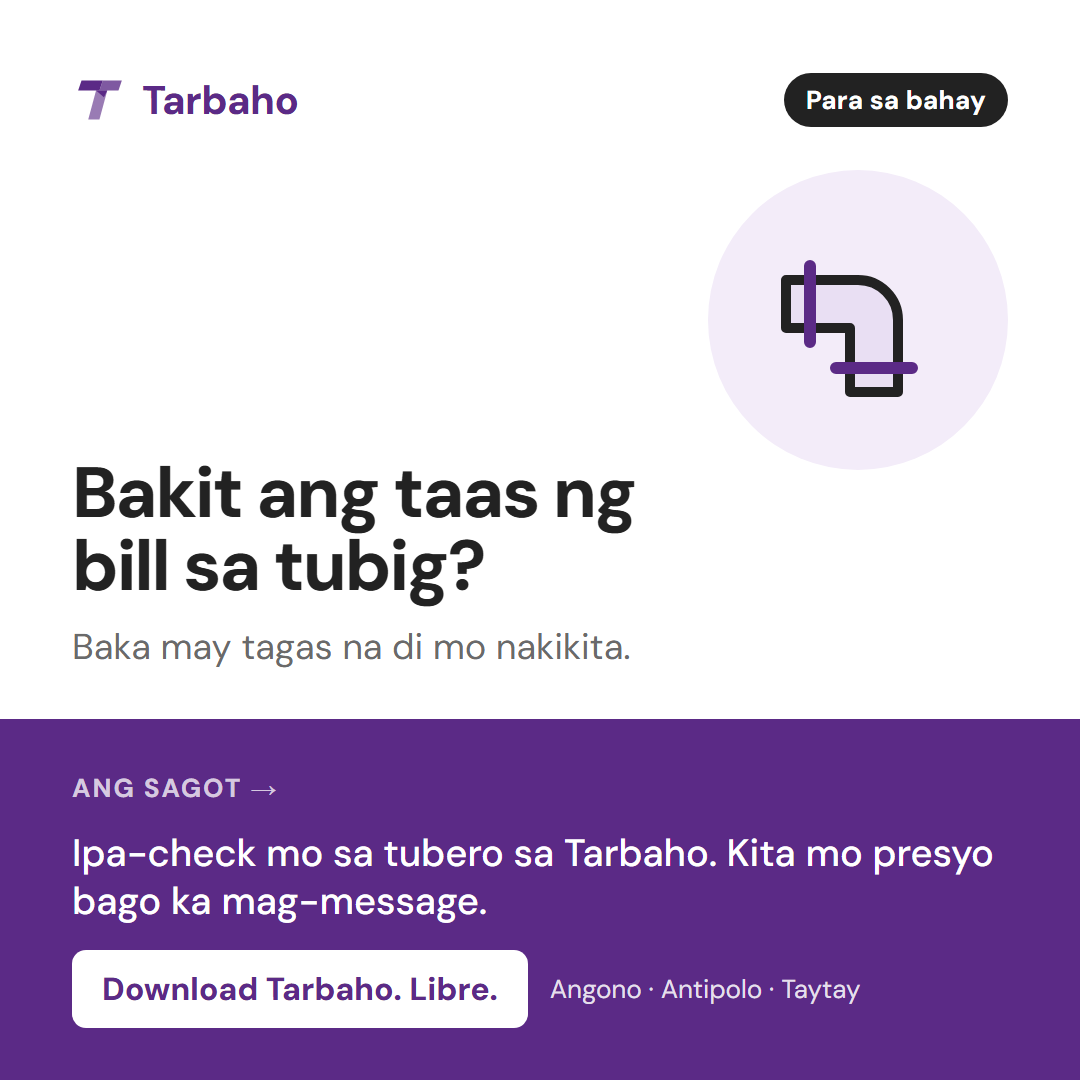 Tarbaho
Para sa bahay
Bakit ang taas ng
bill sa tubig?
Baka may tagas na di mo nakikita.
ANG SAGOT →
Ipa-check mo sa tubero sa Tarbaho. Kita mo presyo
bago ka mag-message.
Download Tarbaho. Libre.
Angono · Antipolo · Taytay